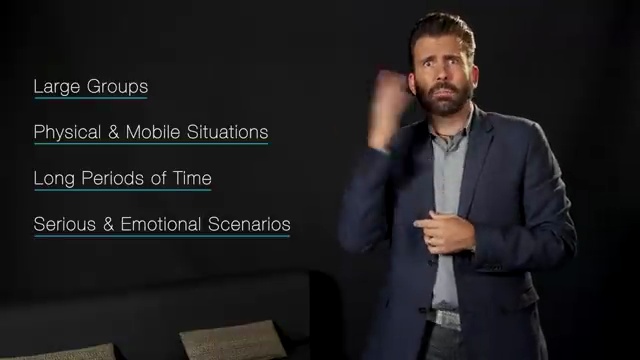 Large Groups
Physical & Mobile Situations
Long Periods of Time
Serious & Emotional Scenarios